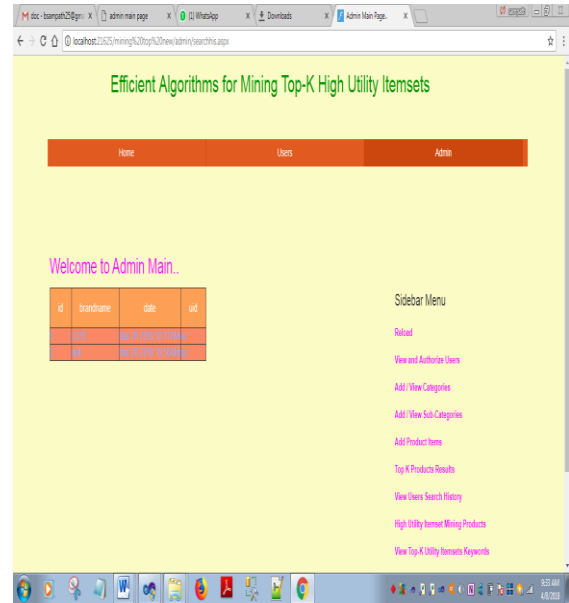 doc - bsampath25@gm
admin main page
(1) WhatsApp
Downloads
Admin Main Page..
localhost:21625/mining%20top%20new/admin/searchhis.aspx
Efficient Algorithms for Mining Top-K High Utility Itemsets
Home Users Admin
Welcome to Admin Main..
id brandname date uid
Sidebar Menu
Reload
View and Authorize Users
Add / View Categories
Add / View Sub-Categories
Add Product Items
Top K Products Results
View Users Search History
High Utility Itemset Mining Products
View Top-K Utility Itemsets Keywords
9:33 AM
4/8/2018